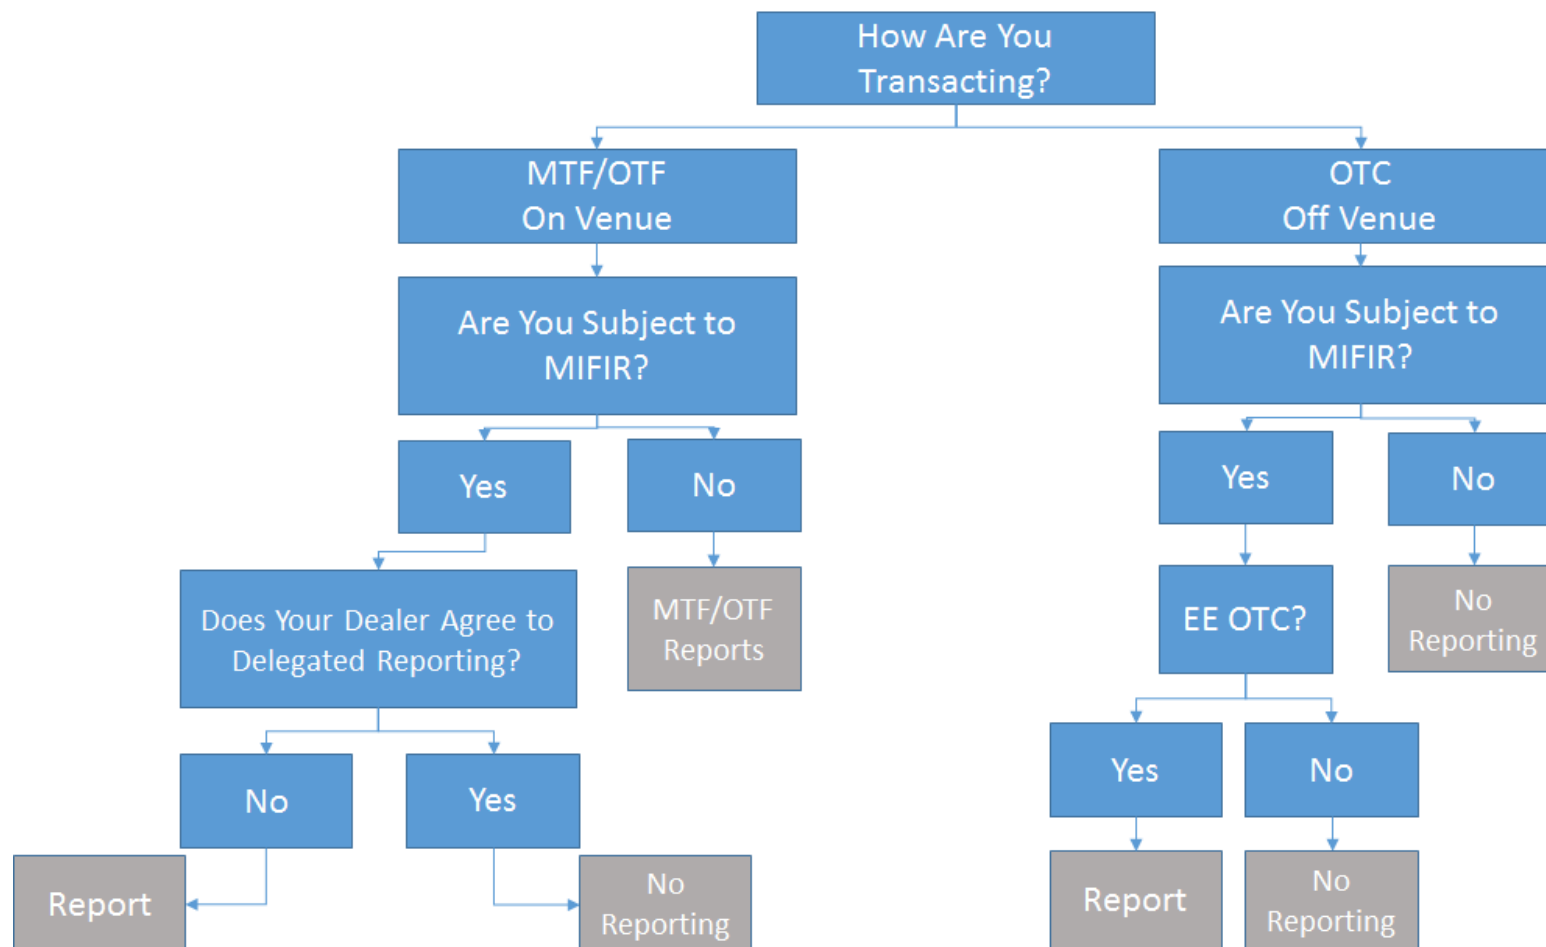 How Are You
Transacting?
MTF/OTF
On Venue
OTC
Off Venue
Are You Subject to
MIFIR?
Are You Subject to
MIFIR?
Yes
No
Yes
No
Does Your Dealer Agree to
Delegated Reporting?
MTF/OTF
Reports
EE OTC?
No
Reporting
No
Yes
Yes
No
Report
No
Reporting
Report
No
Reporting